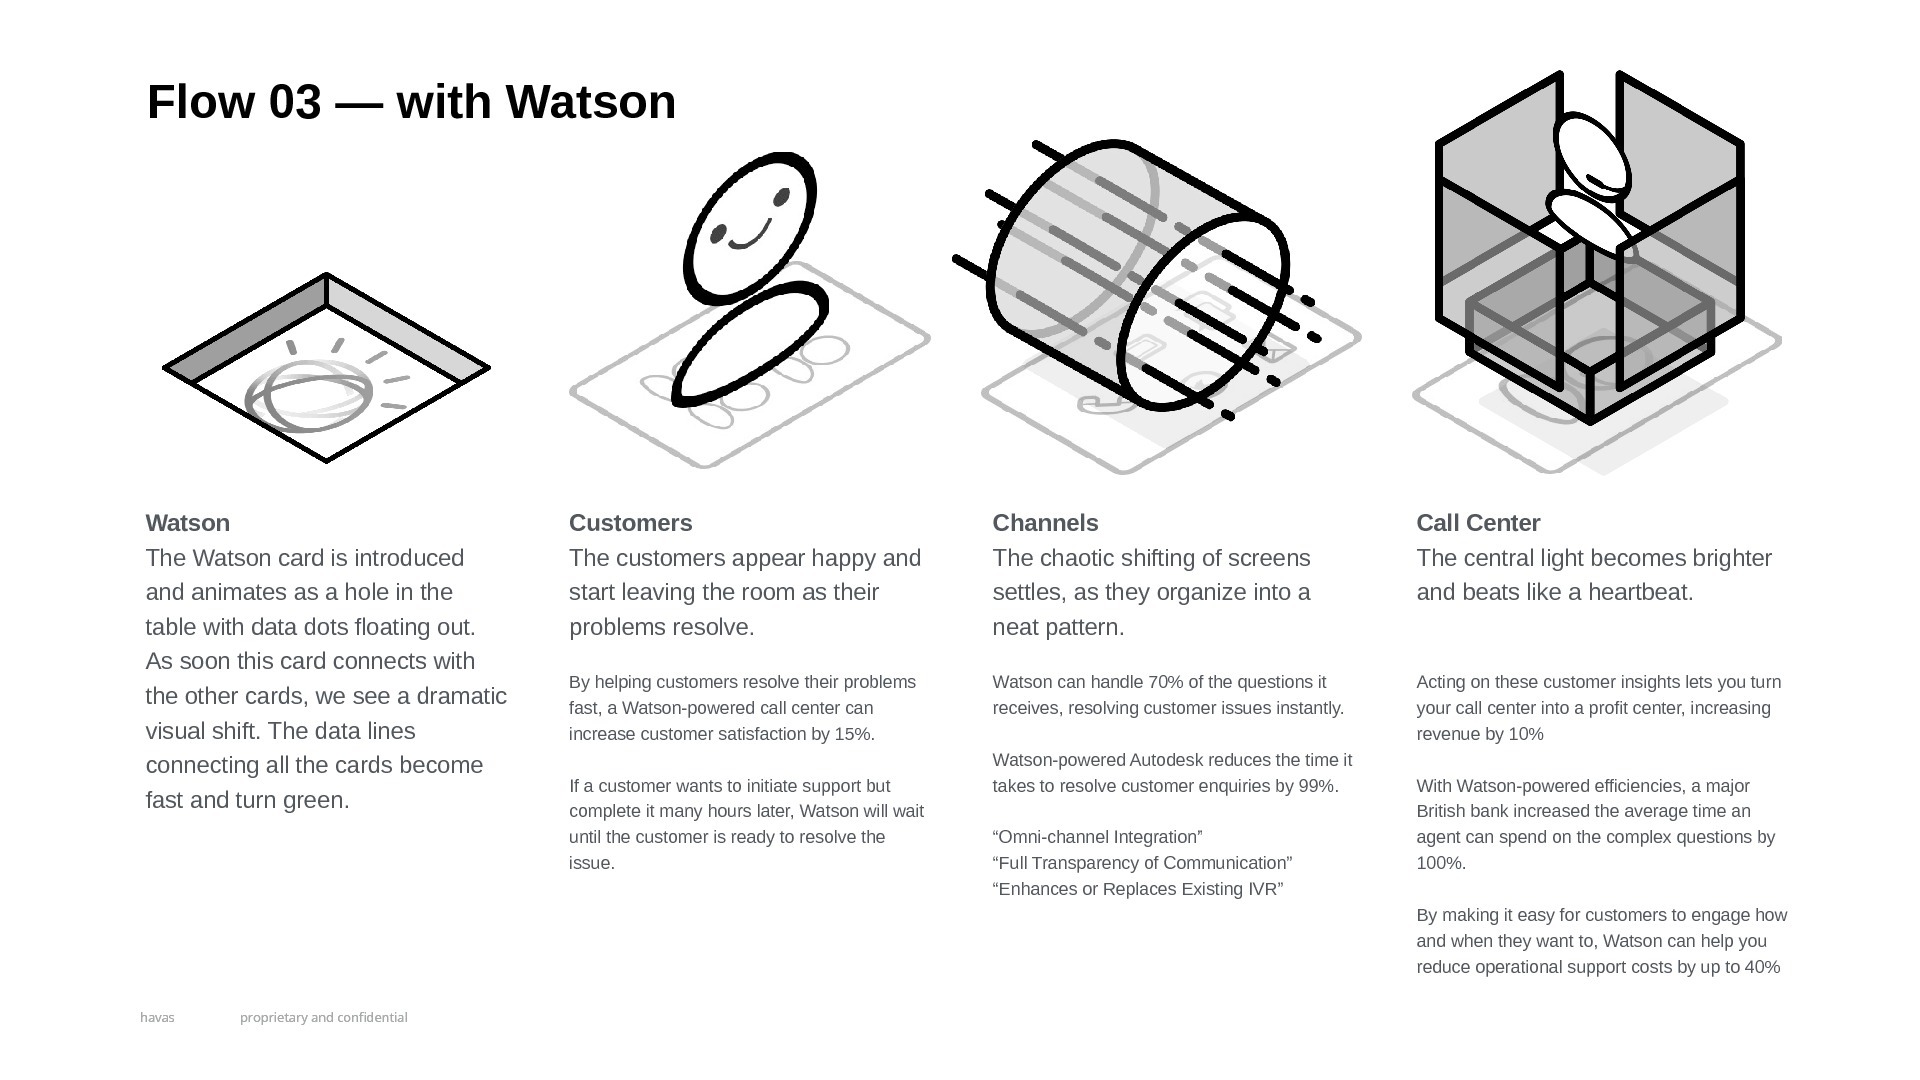 Flow 03 — with Watson
Watson
The Watson card is introduced
and animates as a hole in the
table with data dots floating out.
As soon this card connects with
the other cards, we see a dramatic
visual shift. The data lines
connecting all the cards become
fast and turn green.
Customers
The customers appear happy and
start leaving the room as their
problems resolve.
By helping customers resolve their problems
fast, a Watson-powered call center can
increase customer satisfaction by 15%.
If a customer wants to initiate support but
complete it many hours later, Watson will wait
until the customer is ready to resolve the
issue.
Channels
The chaotic shifting of screens
settles, as they organize into a
neat pattern.
Watson can handle 70% of the questions it
receives, resolving customer issues instantly.
Watson-powered Autodesk reduces the time it
takes to resolve customer enquiries by 99%.
“Omni-channel Integration”
“Full Transparency of Communication”
“Enhances or Replaces Existing IVR”
Call Center
The central light becomes brighter
and beats like a heartbeat.
Acting on these customer insights lets you turn
your call center into a profit center, increasing
revenue by 10%
With Watson-powered efficiencies, a major
British bank increased the average time an
agent can spend on the complex questions by
100%.
By making it easy for customers to engage how
and when they want to, Watson can help you
reduce operational support costs by up to 40%
havas
proprietary and confidential